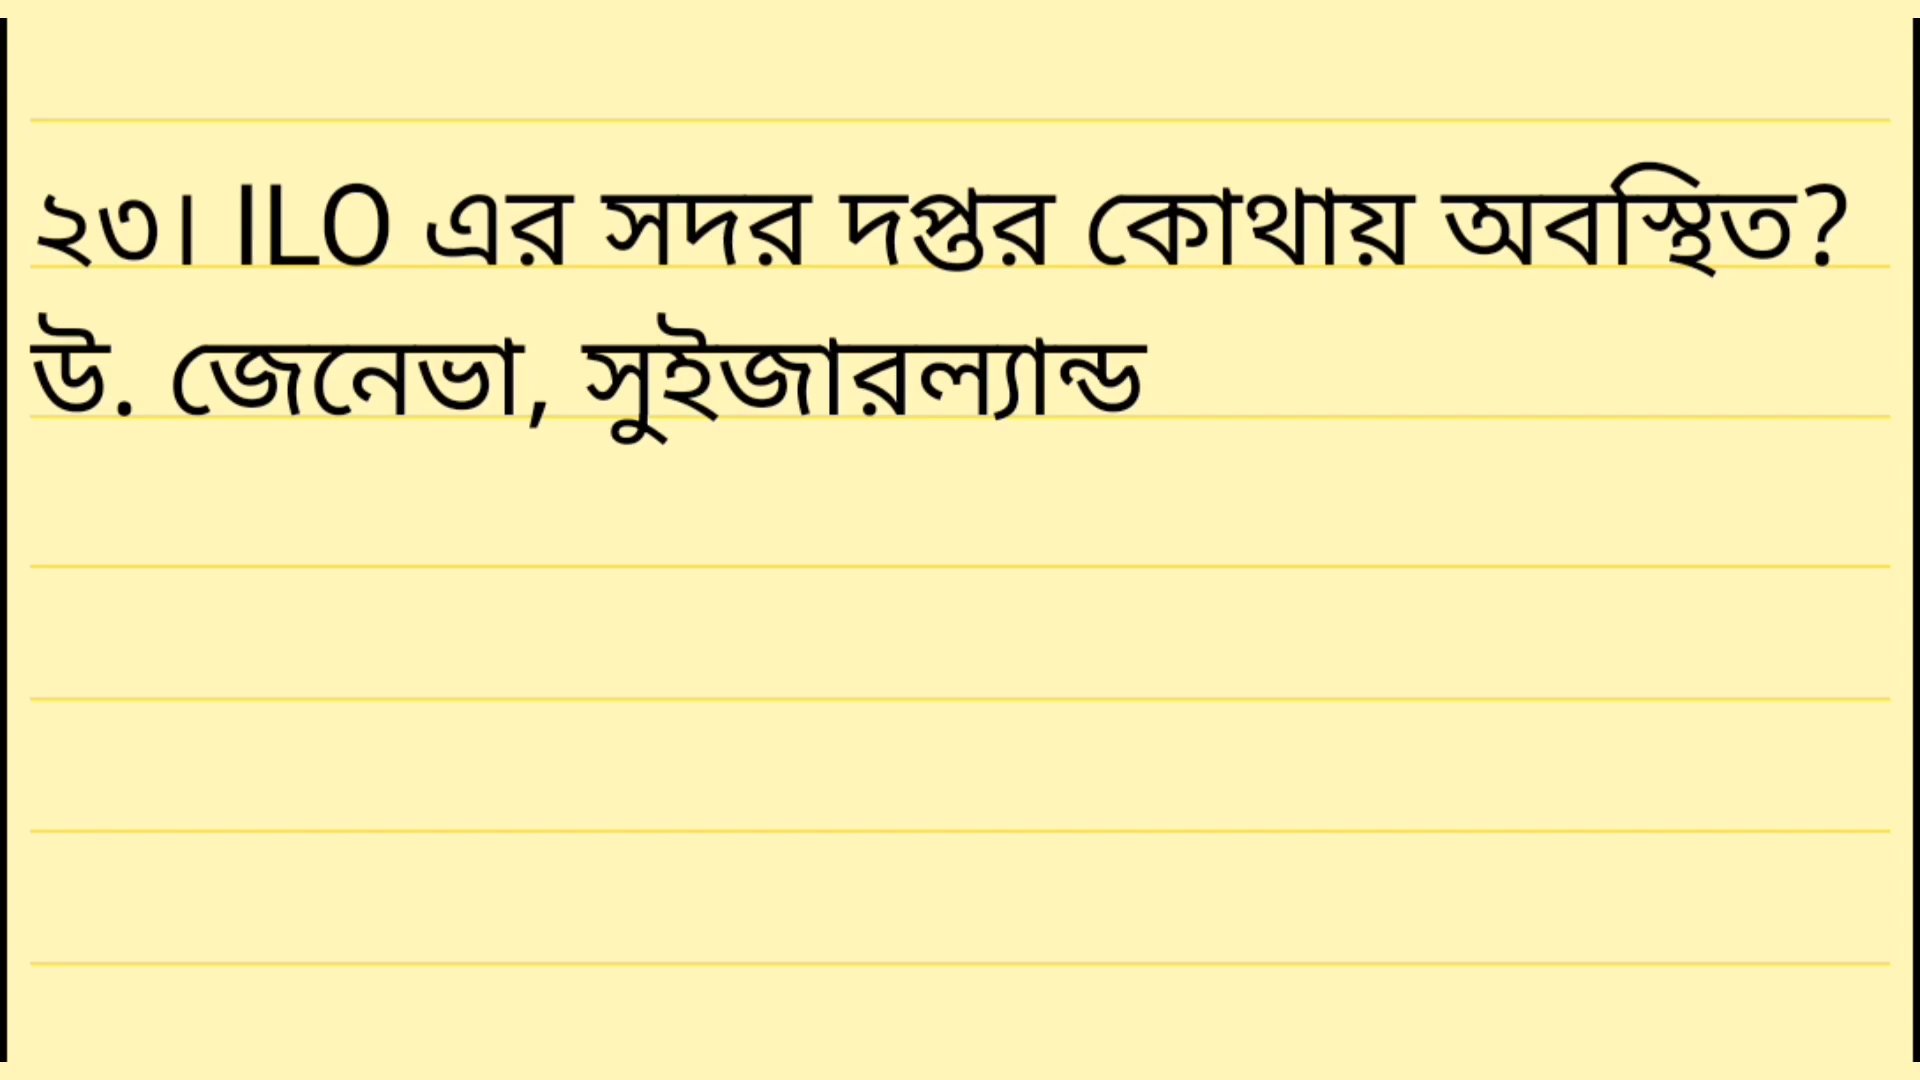 ২৩। ILO এর সদর দপ্তর কোথায় অবস্থিত?
উ. জেনেভা, সুইজারল্যান্ড